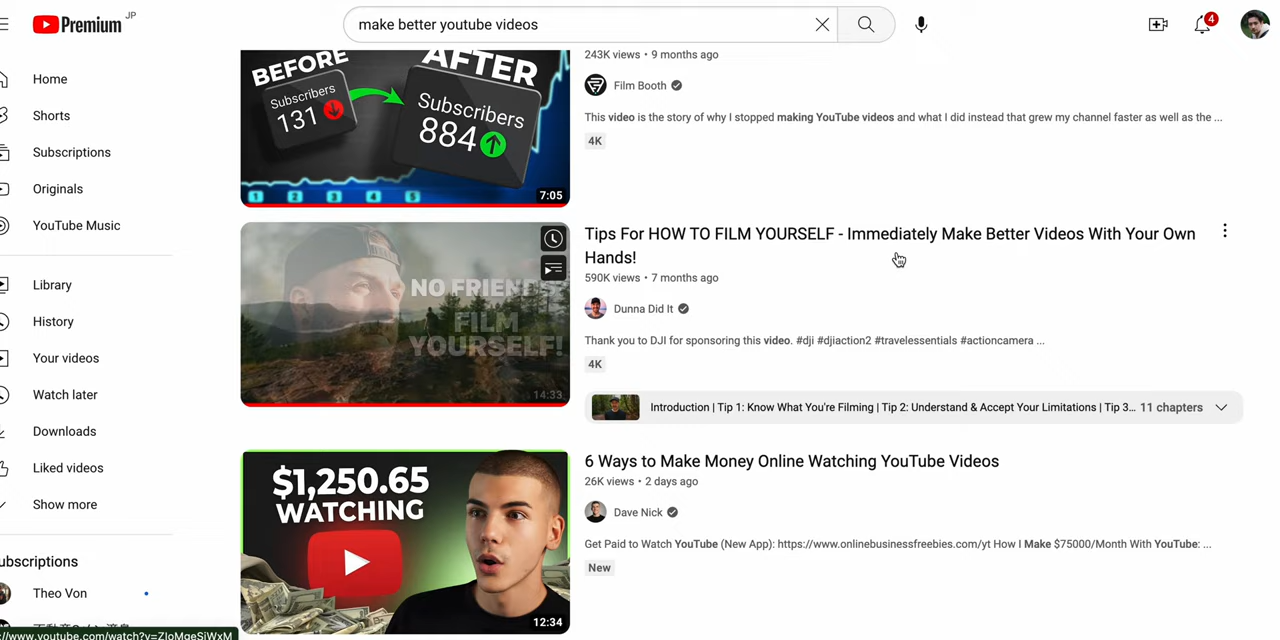 Premium JP
make better youtube videos
4
Home
Shorts
Subscriptions
Originals
YouTube Music
Library
History
Your videos
Watch later
Downloads
Liked videos
Show more
ubscriptions
Theo Von
BEFORE
AFTER
Subscribers
131
Subscribers
884
1 2 3 4 5
7:05
243K views • 9 months ago
Film Booth
This video is the story of why I stopped making YouTube videos and what I did instead that grew my channel faster as well as the ...
4K
NO FRIENDS
FILM
YOURSELF!
14:33
Tips For HOW TO FILM YOURSELF - Immediately Make Better Videos With Your Own
Hands!
590K views • 7 months ago
Dunna Did It
Thank you to DJI for sponsoring this video. #dji #djiaction2 #travelessentials #actioncamera ...
4K
Introduction | Tip 1: Know What You're Filming | Tip 2: Understand & Accept Your Limitations | Tip 3... 11 chapters
$1,250.65
WATCHING
12:34
6 Ways to Make Money Online Watching YouTube Videos
26K views • 2 days ago
Dave Nick
Get Paid to Watch YouTube (New App): https://www.onlinebusinessfreebies.com/yt How I Make $75000/Month With YouTube: ...
New